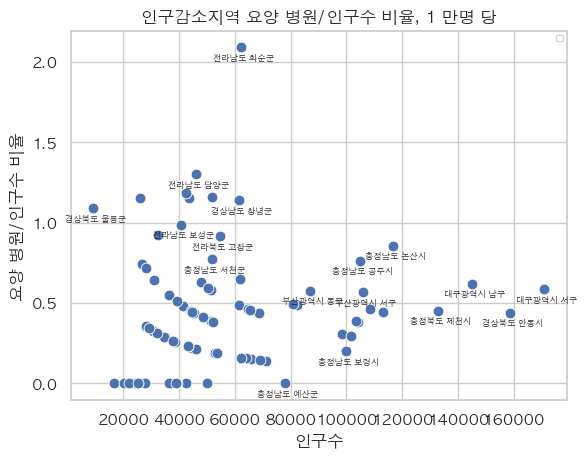 인구감소지역 요양 병원/인구수 비율, 1 만명 당
요양 병원/인구수 비율
2.0
1.5
1.0
0.5
0.0
전라남도 화순군
전라남도 담양군
경상북도 울릉군
경상남도 창녕군
전라남도 보성군
전라북도 고창군
충청남도 서천군
충청남도 논산시
충청남도 공주시
부산광역시 동구
부산광역시 서구
대구광역시 남구
대구광역시 서구
충청북도 제천시
경상북도 안동시
충청남도 보령시
충청남도 예산군
20000 40000 60000 80000 100000 120000 140000 160000
인구수